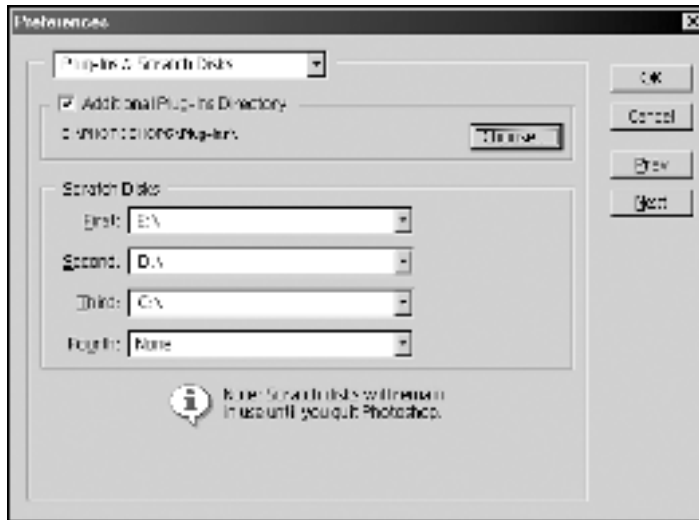 Preferences
Plug-Ins & Scratch Disks
OK
Additional Plug-Ins Directory
Cancel
Choose...
Prev
Scratch Disks
Next
First: E:\
Second: D:\
Third: C:\
Fourth: None
Note: Scratch disks will remain
in use until you quit Photoshop.